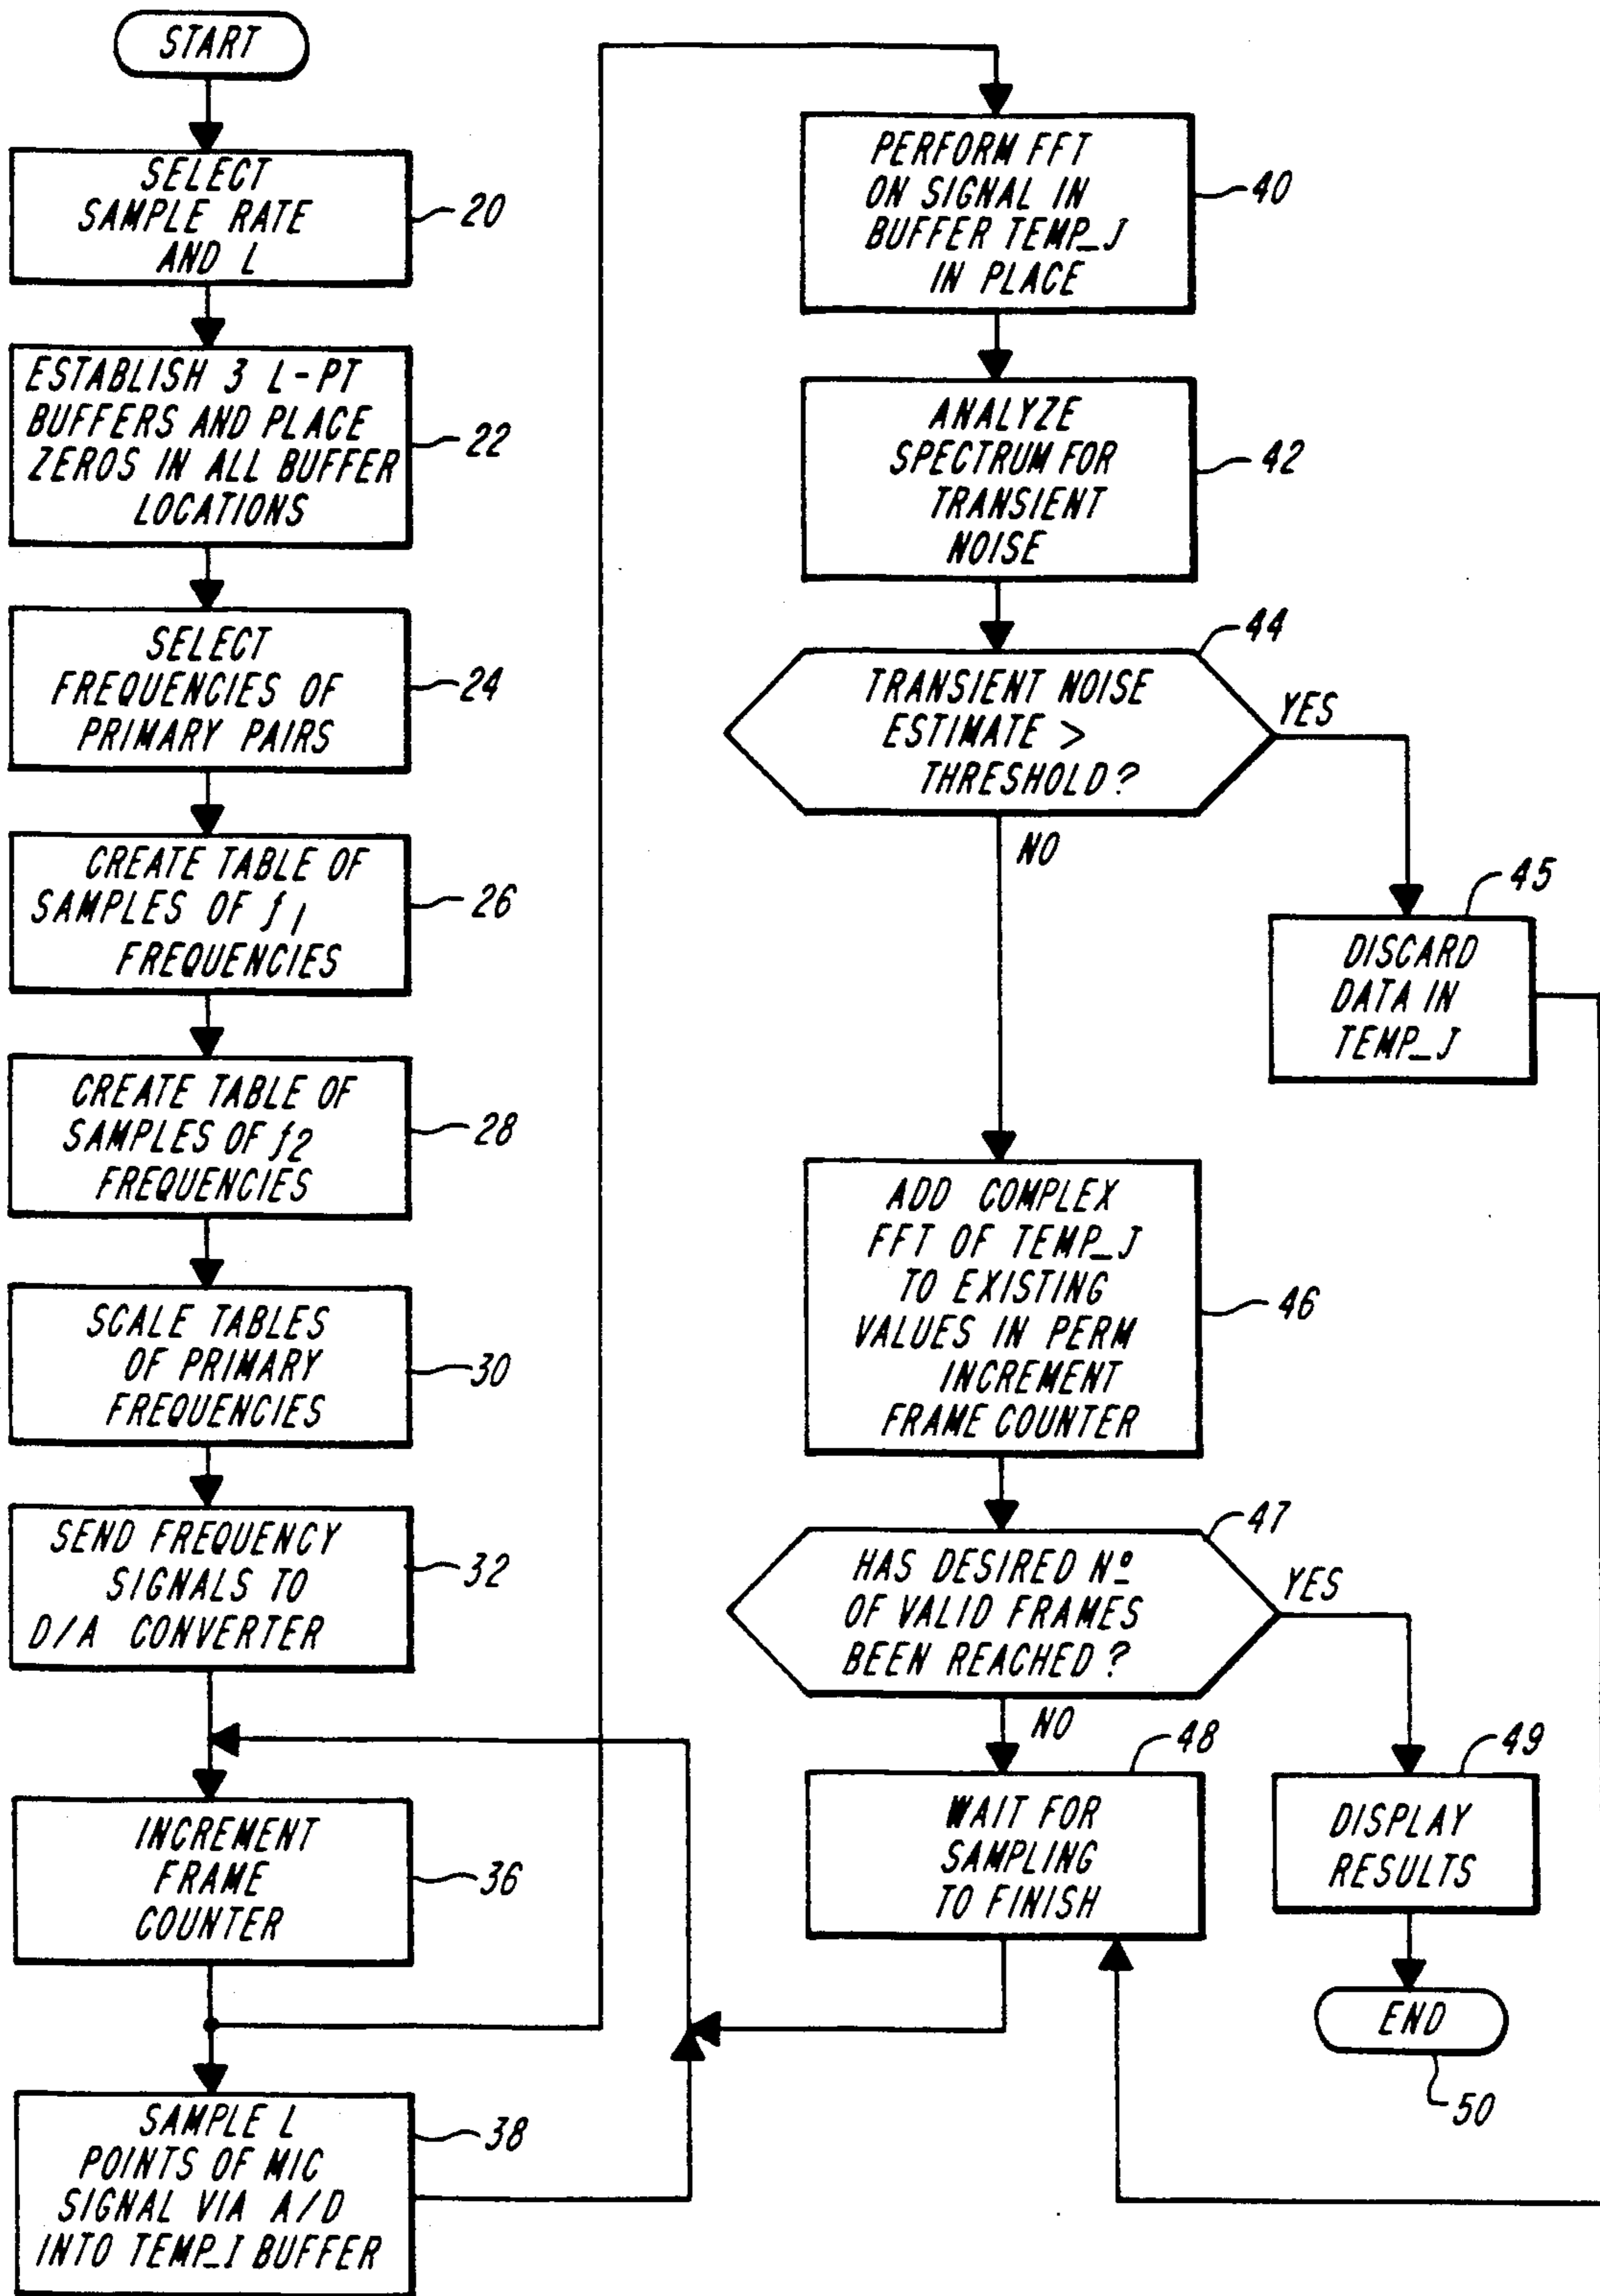 START
SELECT
SAMPLE RATE
AND L
20
ESTABLISH 3 L-PT
BUFFERS AND PLACE
ZEROS IN ALL BUFFER
LOCATIONS
22
SELECT
FREQUENCIES OF
PRIMARY PAIRS
24
CREATE TABLE OF
SAMPLES OF f1
FREQUENCIES
26
CREATE TABLE OF
SAMPLES OF f2
FREQUENCIES
28
SCALE TABLES
OF PRIMARY
FREQUENCIES
30
SEND FREQUENCY
SIGNALS TO
D/A CONVERTER
32
INCREMENT
FRAME
COUNTER
36
SAMPLE L
POINTS OF MIC
SIGNAL VIA A/D
INTO TEMP_I BUFFER
38
PERFORM FFT
ON SIGNAL IN
BUFFER TEMP_J
IN PLACE
40
ANALYZE
SPECTRUM FOR
TRANSIENT
NOISE
42
44
TRANSIENT NOISE
ESTIMATE >
THRESHOLD?
YES
NO
45
DISCARD
DATA IN
TEMP_J
ADD COMPLEX
FFT OF TEMP_J
TO EXISTING
VALUES IN PERM
INCREMENT
FRAME COUNTER
46
47
HAS DESIRED Nº
OF VALID FRAMES
BEEN REACHED?
YES
NO
48
WAIT FOR
SAMPLING
TO FINISH
49
DISPLAY
RESULTS
END
50